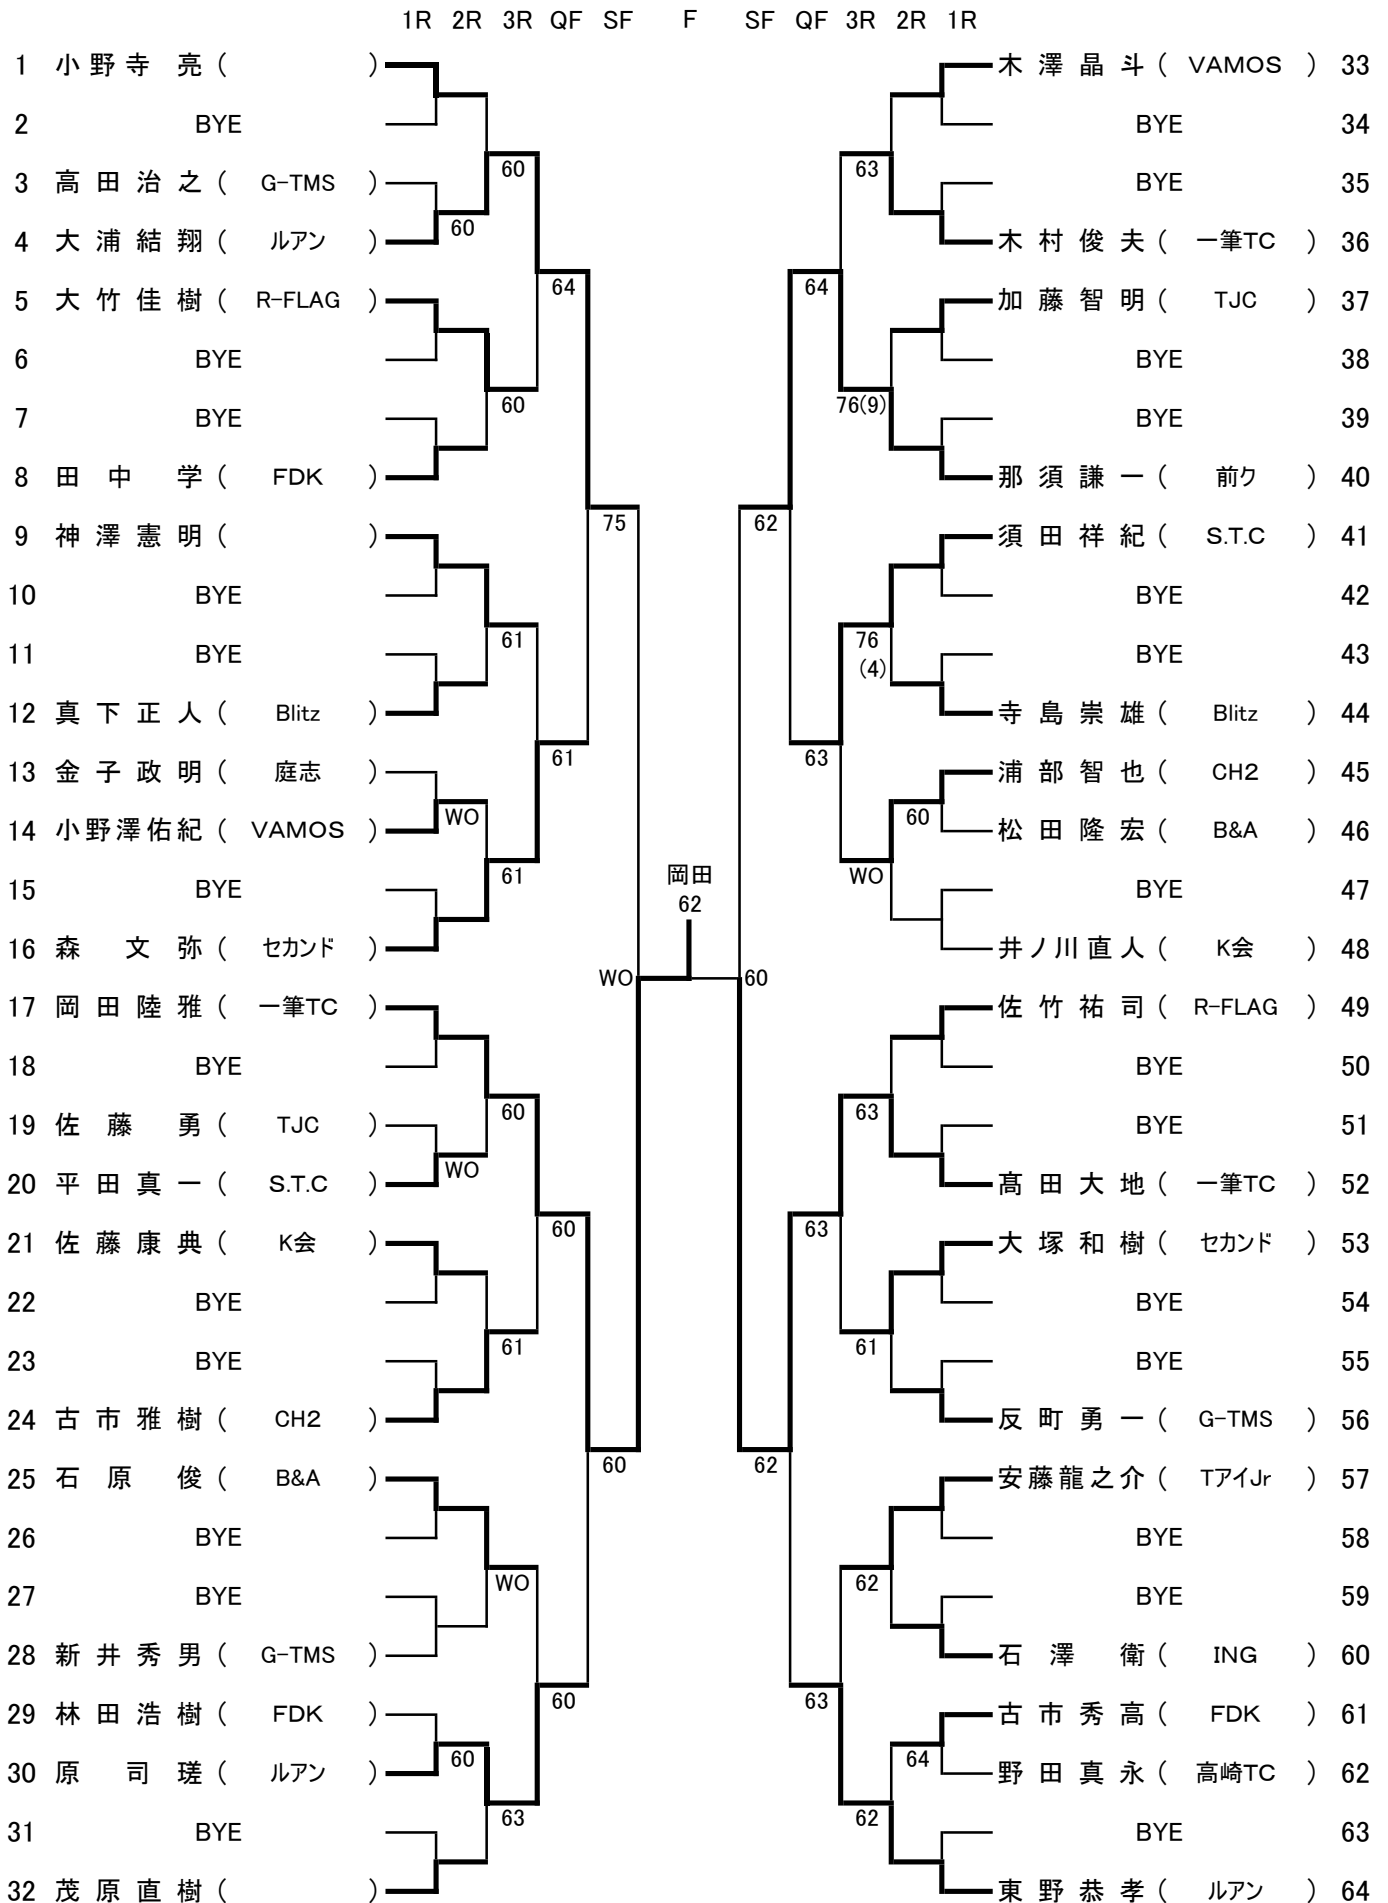 1R 2R 3R QF SF F SF QF 3R 2R 1R
1 小野寺 亮 ( ) 木澤晶斗 ( VAMOS ) 33
2 BYE BYE 34
60 63
3 高田治之 ( G-TMS ) BYE 35
60
4 大浦結翔 ( ルアン ) 木村俊夫 ( 一筆TC ) 36
64 64
5 大竹佳樹 ( R-FLAG ) 加藤智明 ( TJC ) 37
6 BYE BYE 38
60 76(9)
7 BYE BYE 39
8 田中 学 ( FDK ) 那須謙一 ( 前ク ) 40
75 62
9 神澤憲明 ( ) 須田祥紀 ( S.T.C ) 41
10 BYE BYE 42
61 76
11 BYE (4) BYE 43
12 真下正人 ( Blitz ) 寺島崇雄 ( Blitz ) 44
61 63
13 金子政明 ( 庭志 ) 浦部智也 ( CH2 ) 45
WO 60
14 小野澤佑紀 ( VAMOS ) 松田隆宏 ( B&A ) 46
61 岡田 WO
15 BYE 62 BYE 47
16 森 文弥 ( セカンド ) 井ノ川直人 ( K会 ) 48
WO 60
17 岡田陸雅 ( 一筆TC ) 佐竹祐司 ( R-FLAG ) 49
18 BYE BYE 50
60 63
19 佐藤 勇 ( TJC ) BYE 51
WO
20 平田真一 ( S.T.C ) 髙田大地 ( 一筆TC ) 52
60 63
21 佐藤康典 ( K会 ) 大塚和樹 ( セカンド ) 53
22 BYE BYE 54
61 61
23 BYE BYE 55
24 古市雅樹 ( CH2 ) 反町勇一 ( G-TMS ) 56
60 62
25 石原 俊 ( B&A ) 安藤龍之介 ( TアイJr ) 57
26 BYE BYE 58
WO 62
27 BYE BYE 59
28 新井秀男 ( G-TMS ) 石澤 衛 ( ING ) 60
60 63
29 林田浩樹 ( FDK ) 古市秀高 ( FDK ) 61
60 64
30 原 司瑳 ( ルアン ) 野田真永 ( 高崎TC ) 62
63 62
31 BYE BYE 63
32 茂原直樹 ( ) 東野恭孝 ( ルアン ) 64